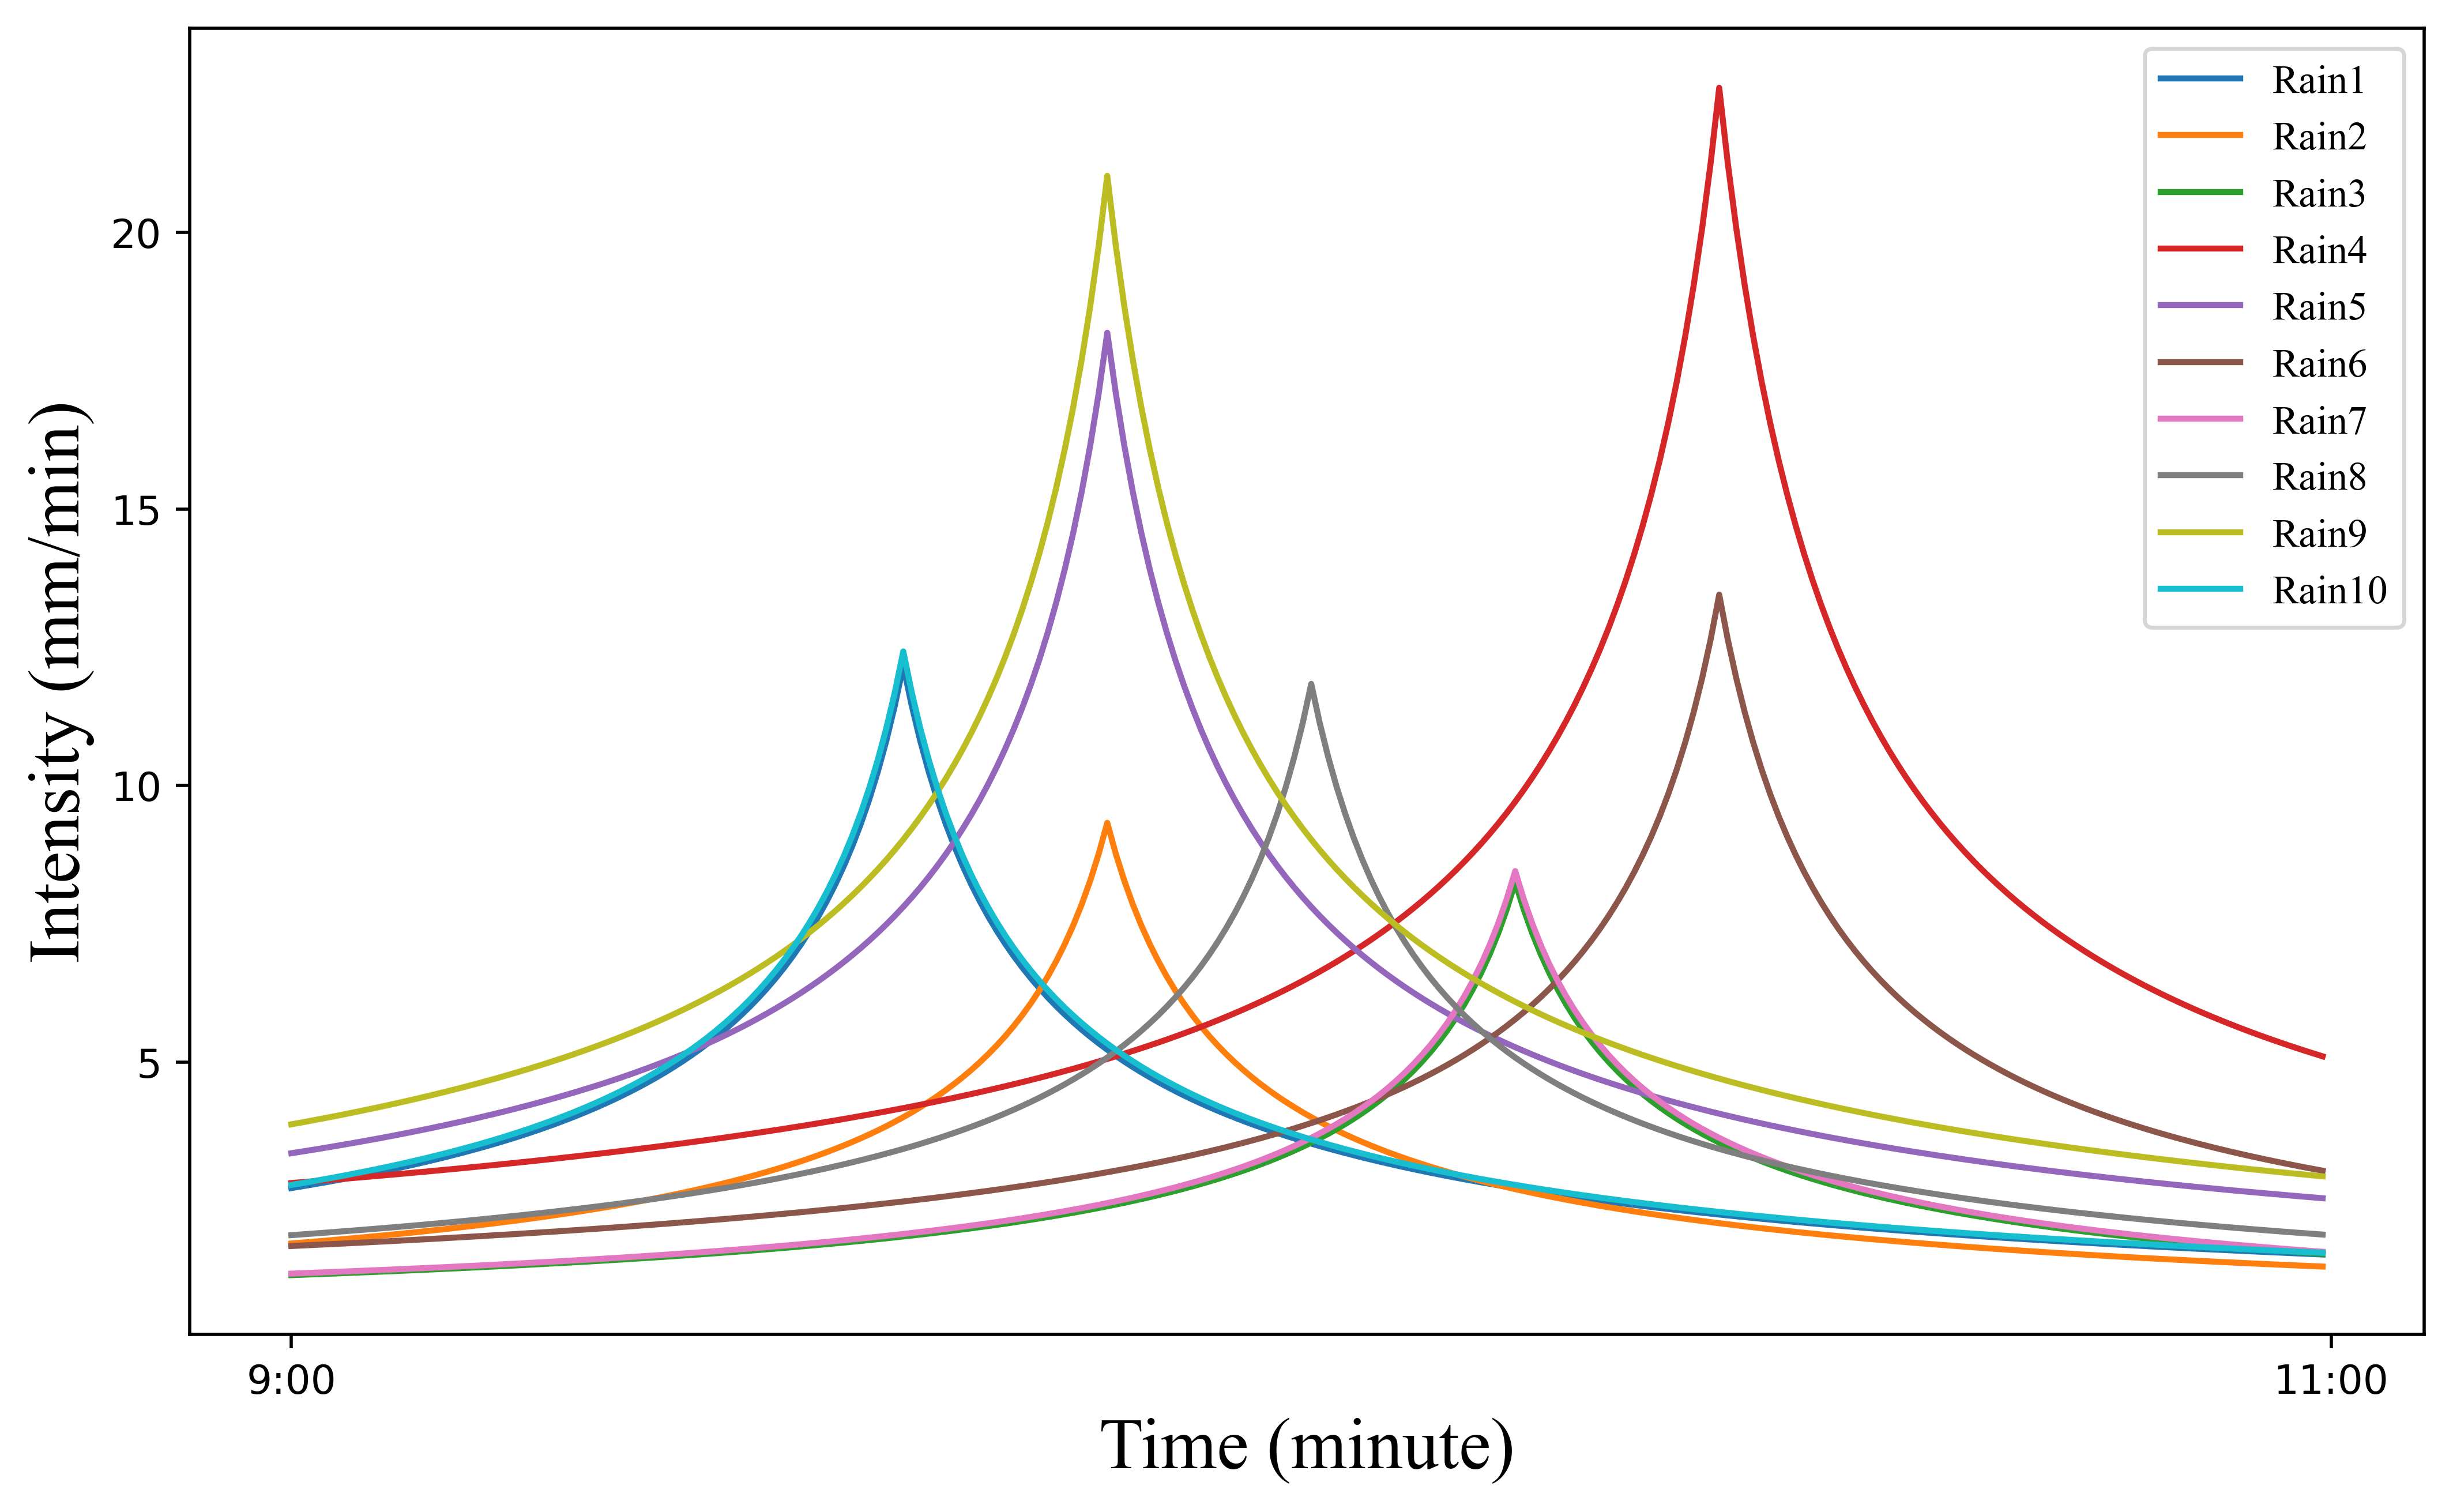 Intensity (mm/min)
20
15
10
5
9:00
11:00
Time (minute)
Rain1
Rain2
Rain3
Rain4
Rain5
Rain6
Rain7
Rain8
Rain9
Rain10